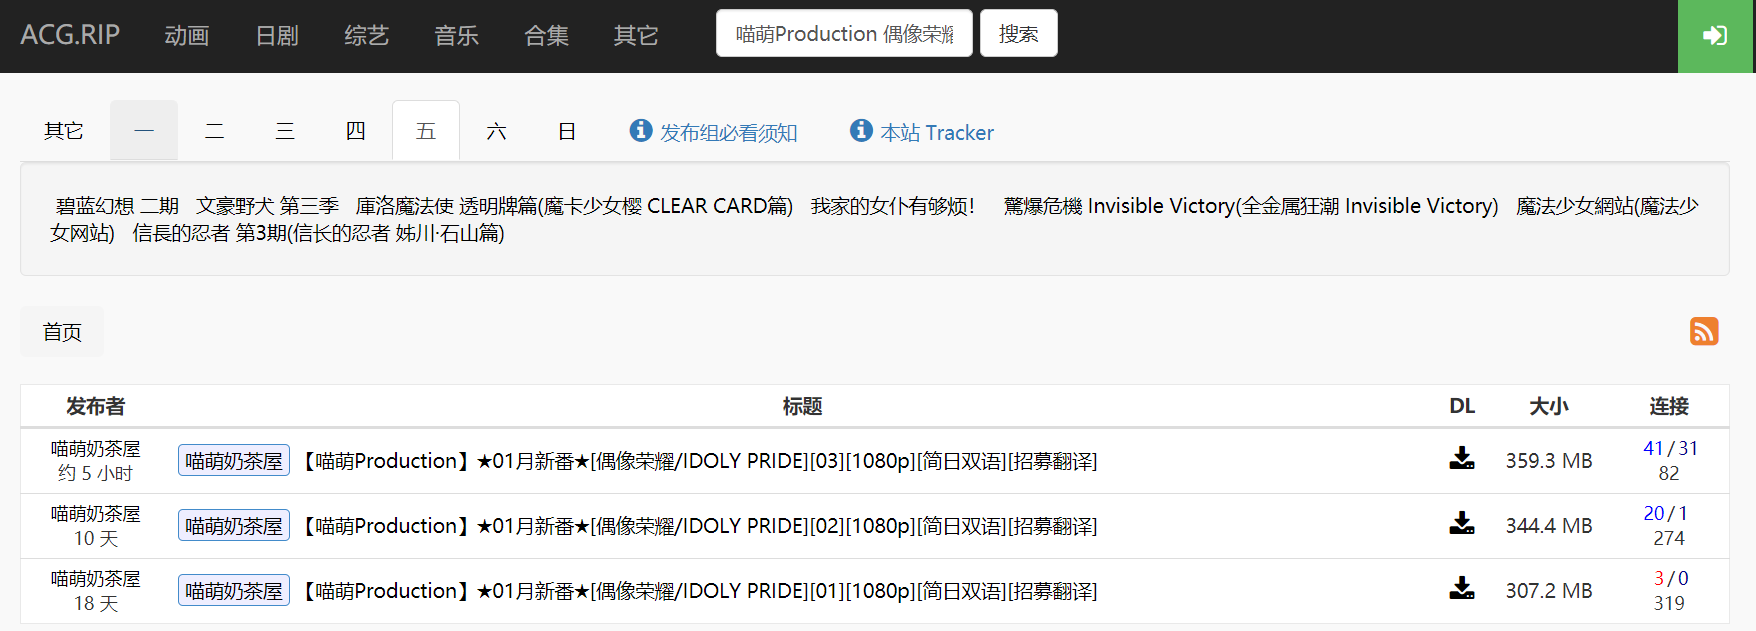 ACG.RIP 动画 日剧 综艺 音乐 合集 其它 喵萌Production 偶像荣耀 搜索
其它 一 二 三 四 五 六 日 发布组必看须知 本站 Tracker
碧蓝幻想 二期 文豪野犬 第三季 庫洛魔法使 透明牌篇(魔卡少女樱 CLEAR CARD篇) 我家的女仆有够烦！ 驚爆危機 Invisible Victory(全金属狂潮 Invisible Victory) 魔法少女網站(魔法少
女网站) 信長的忍者 第3期(信长的忍者 姊川·石山篇)
首页
发布者 标题 DL 大小 连接
喵萌奶茶屋
约 5 小时
喵萌奶茶屋 【喵萌Production】★01月新番★[偶像荣耀/IDOLY PRIDE][03][1080p][简日双语][招募翻译] 359.3 MB
41/31
82
喵萌奶茶屋
10 天
喵萌奶茶屋 【喵萌Production】★01月新番★[偶像荣耀/IDOLY PRIDE][02][1080p][简日双语][招募翻译] 344.4 MB
20/1
274
喵萌奶茶屋
18 天
喵萌奶茶屋 【喵萌Production】★01月新番★[偶像荣耀/IDOLY PRIDE][01][1080p][简日双语][招募翻译] 307.2 MB
3/0
319